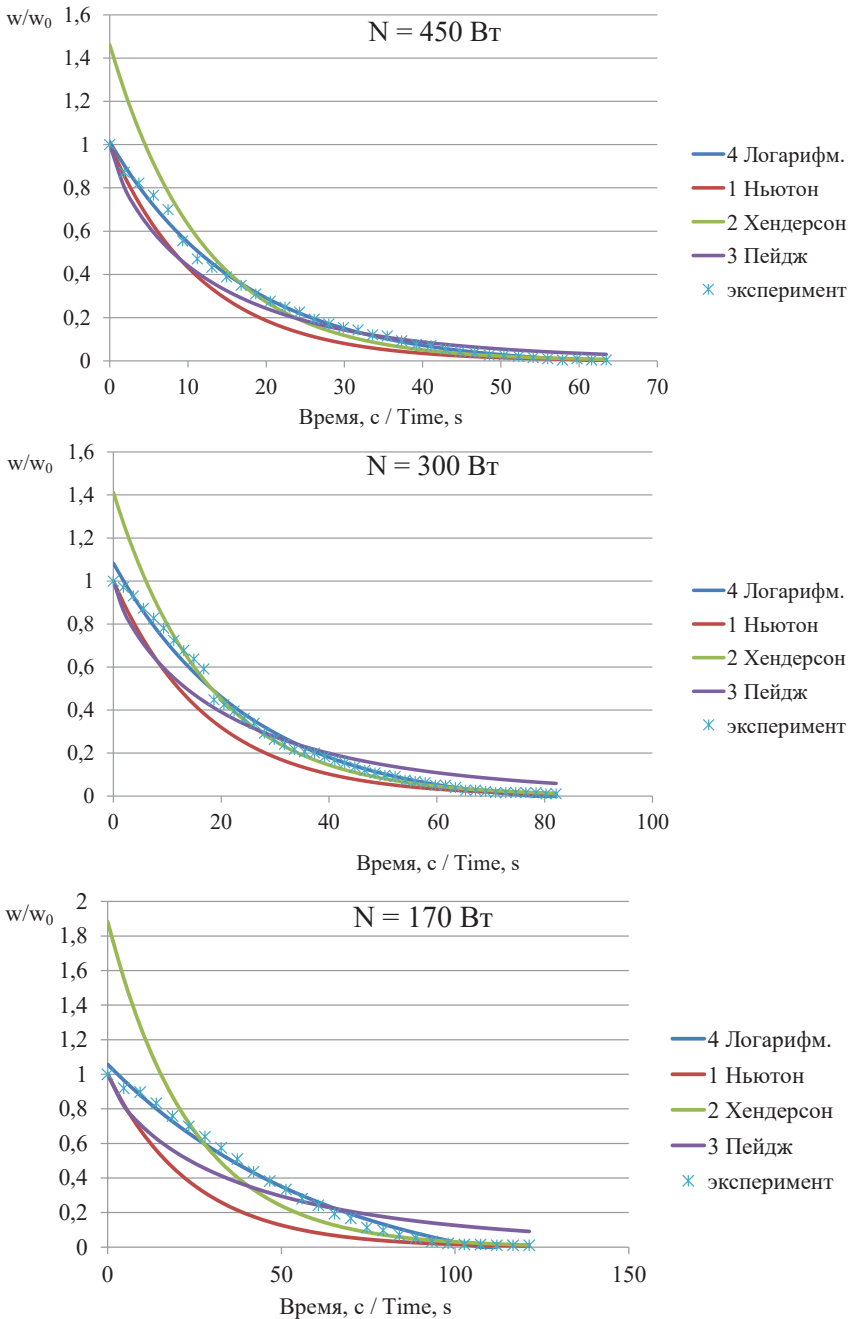 w/w0
N = 450 Вт
1,6
1,4
1,2
1
0,8
0,6
0,4
0,2
0
0 10 20 30 40 50 60 70
Время, с / Time, s
4 Логарифм.
1 Ньютон
2 Хендерсон
3 Пейдж
эксперимент
w/w0
N = 300 Вт
1,6
1,4
1,2
1
0,8
0,6
0,4
0,2
0
0 20 40 60 80 100
Время, с / Time, s
4 Логарифм.
1 Ньютон
2 Хендерсон
3 Пейдж
эксперимент
w/w0
N = 170 Вт
2
1,8
1,6
1,4
1,2
1
0,8
0,6
0,4
0,2
0
0 50 100 150
Время, с / Time, s
4 Логарифм.
1 Ньютон
2 Хендерсон
3 Пейдж
эксперимент